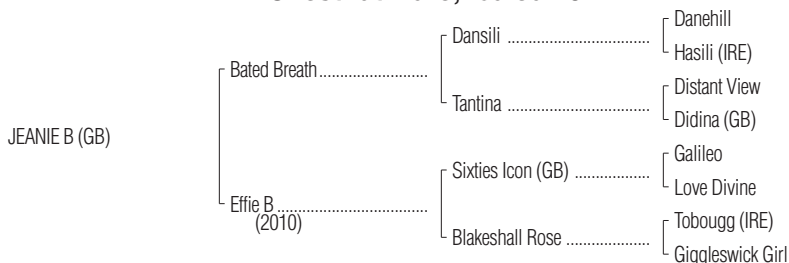 Danehill
Dansili
Hasili (IRE)
Bated Breath
Distant View
Tantina
Didina (GB)
JEANIE B (GB)
Galileo
Sixties Icon (GB)
Love Divine
Effie B
(2010)
Tobougg (IRE)
Blakeshall Rose
Giggleswick Girl